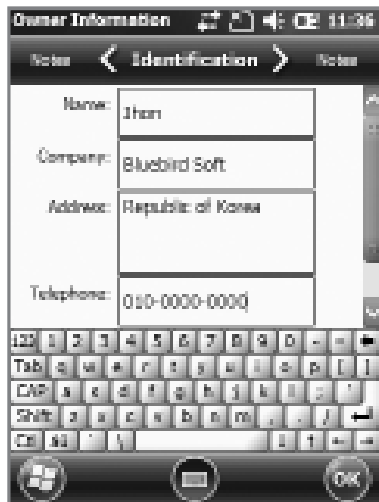 Owner Information 11:36
Notes Identification Notes
Name:
Company: Bluebird Soft
Address: Republic of Korea
Telephone: 010-0000-0000
123 1 2 3 4 5 6 7 8 9 0 - =
Tab q w e r t y u i o p [ ]
CAP a s d f g h j k l ; '
Shift z x c v b n m , . /
Ctl áü ` \
OK